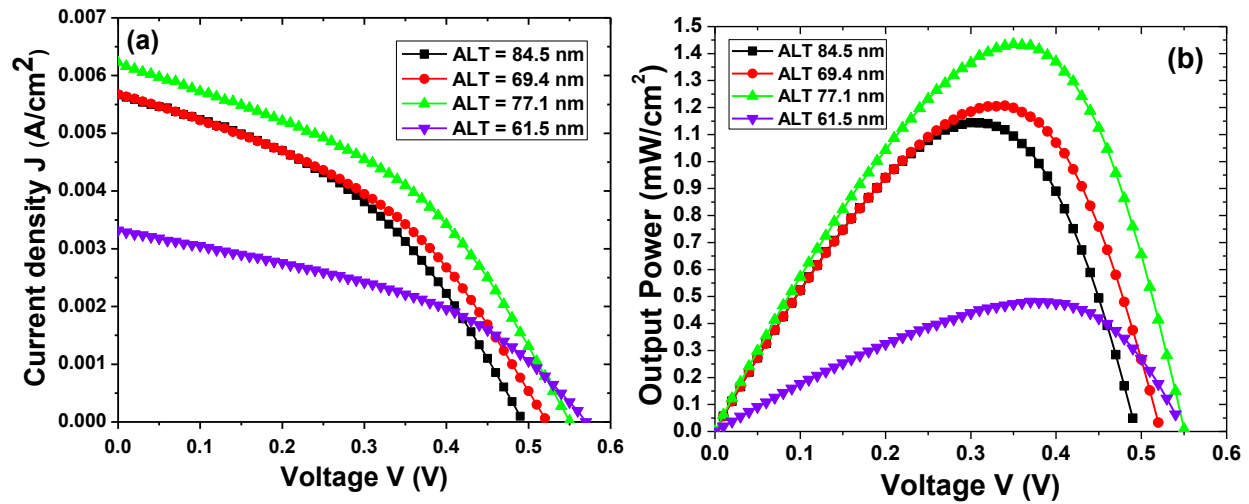 (a)
ALT = 84.5 nm
ALT = 69.4 nm
ALT = 77.1 nm
ALT = 61.5 nm
Current density J (A/cm2)
0.007
0.006
0.005
0.004
0.003
0.002
0.001
0.000
0.0 0.1 0.2 0.3 0.4 0.5 0.6
Voltage V (V)
(b)
ALT 84.5 nm
ALT 69.4 nm
ALT 77.1 nm
ALT 61.5 nm
Output Power (mW/cm2)
1.5
1.4
1.3
1.2
1.1
1.0
0.9
0.8
0.7
0.6
0.5
0.4
0.3
0.2
0.1
0.0
0.0 0.1 0.2 0.3 0.4 0.5 0.6
Voltage V (V)